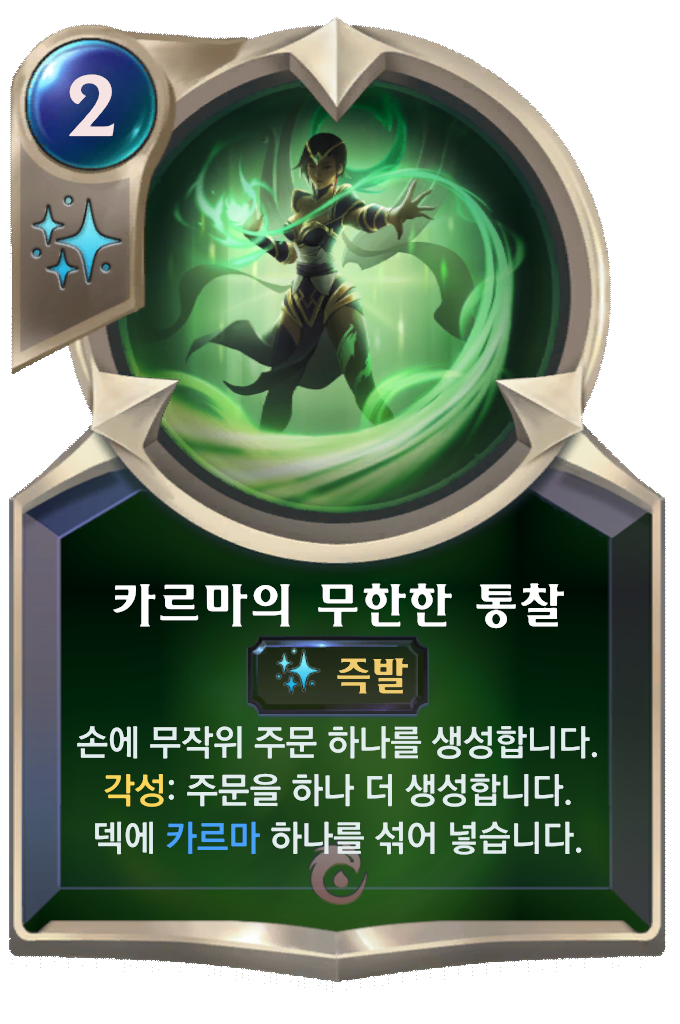 2
카르마의 무한한 통찰
즉발
손에 무작위 주문 하나를 생성합니다.
각성: 주문을 하나 더 생성합니다.
덱에 카르마 하나를 섞어 넣습니다.